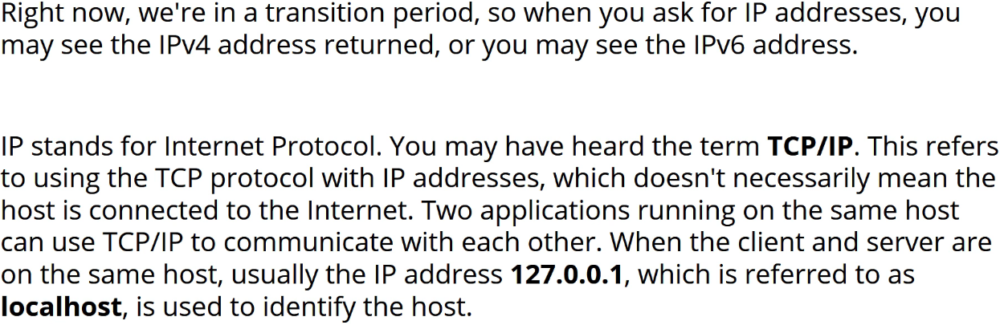 Right now, we're in a transition period, so when you ask for IP addresses, you
may see the IPv4 address returned, or you may see the IPv6 address.
IP stands for Internet Protocol. You may have heard the term TCP/IP. This refers
to using the TCP protocol with IP addresses, which doesn't necessarily mean the
host is connected to the Internet. Two applications running on the same host
can use TCP/IP to communicate with each other. When the client and server are
on the same host, usually the IP address 127.0.0.1, which is referred to as
localhost, is used to identify the host.